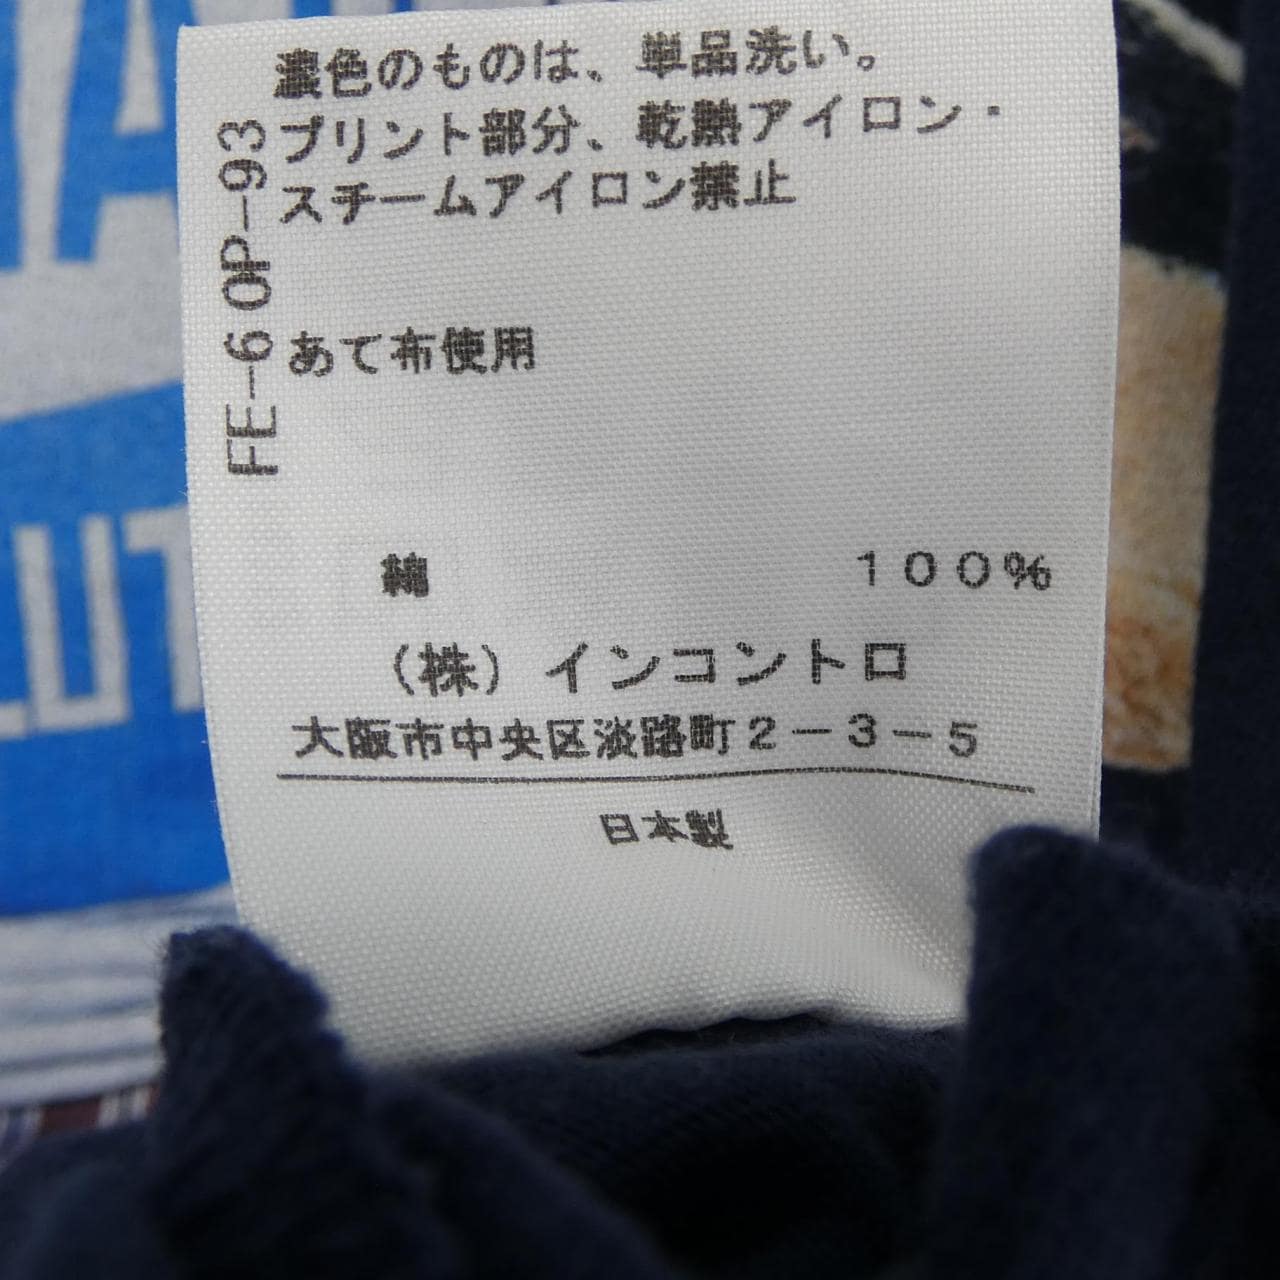 濃色のものは、単品洗い。
プリント部分、乾熱アイロン・
スチームアイロン禁止
あて布使用
FE-6 0P-93
綿 100%
(株)インコントロ
大阪市中央区淡路町2-3-5
日本製
LUT